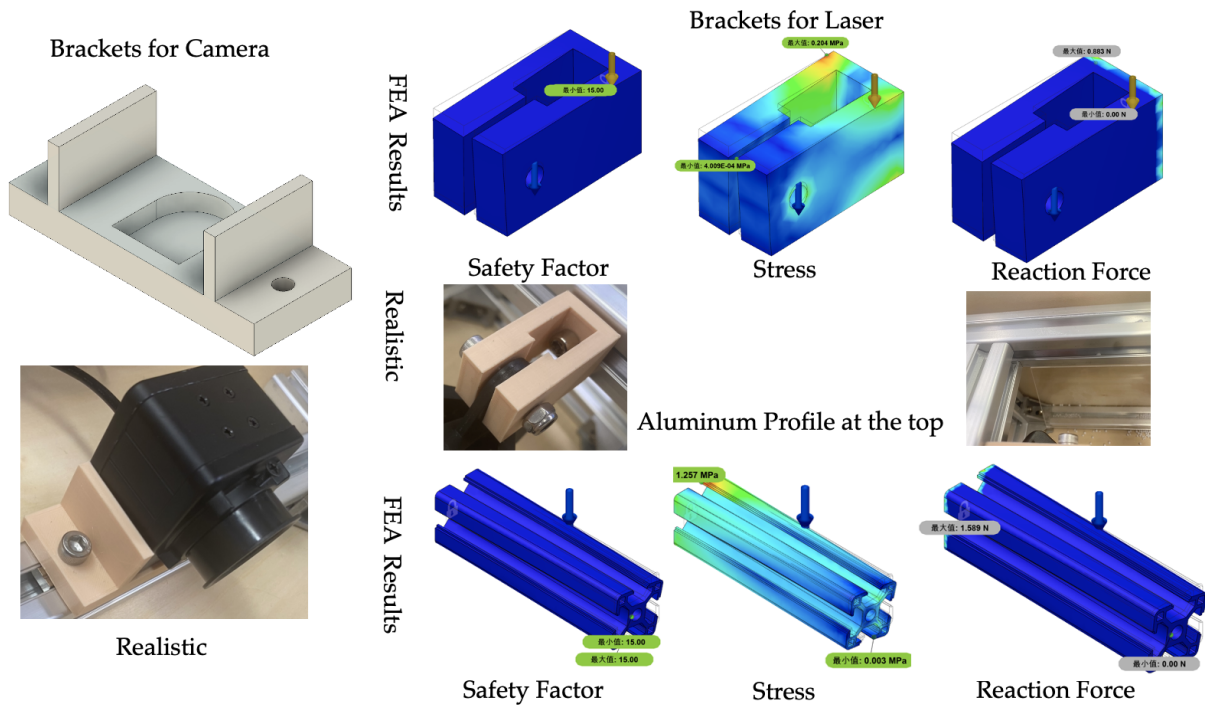 Brackets for Camera
Realistic
Brackets for Laser
FEA Results
最小值: 15.00
最大值: 0.204 MPa
最小值: 4.009E-04 MPa
最大值: 0.883 N
最小值: 0.00 N
Safety Factor
Stress
Reaction Force
Realistic
Aluminum Profile at the top
FEA Results
最小值: 15.00
最大值: 15.00
1.257 MPa
最小值: 0.003 MPa
最大值: 1.589 N
最小值: 0.00 N
Safety Factor
Stress
Reaction Force